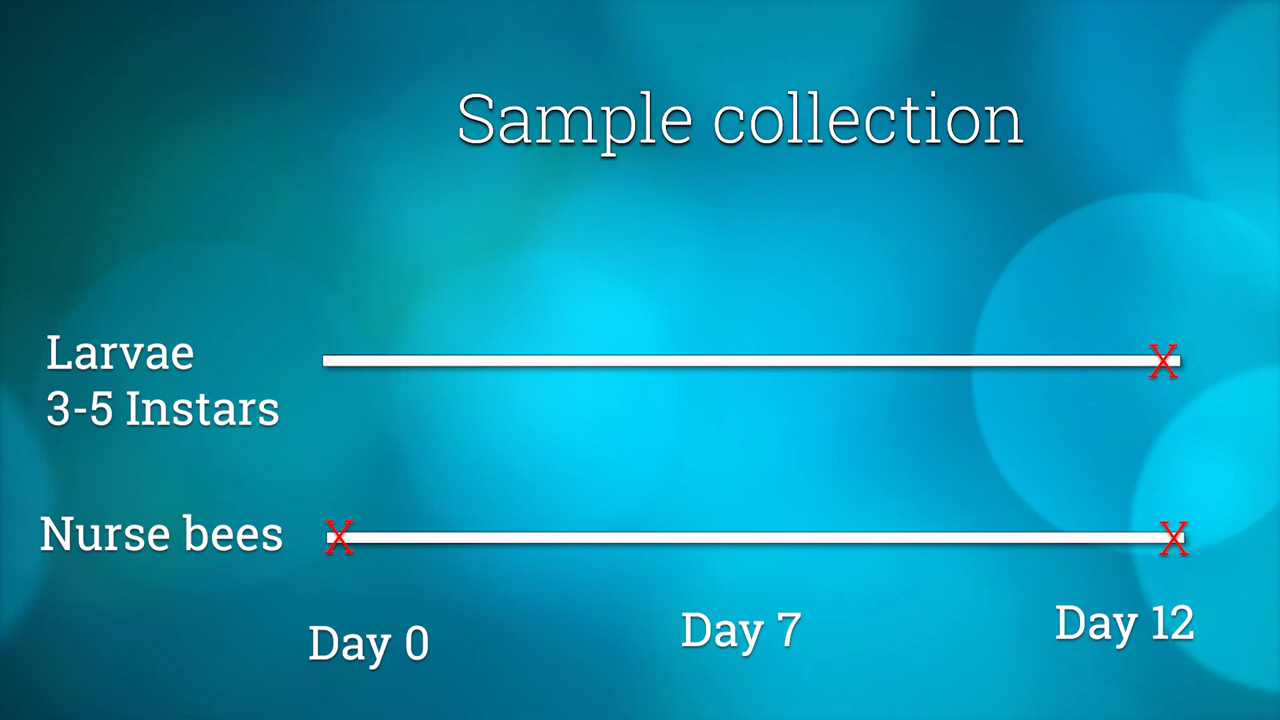 Sample collection
Larvae
3-5 Instars
X
Nurse bees
X
X
Day 0
Day 7
Day 12